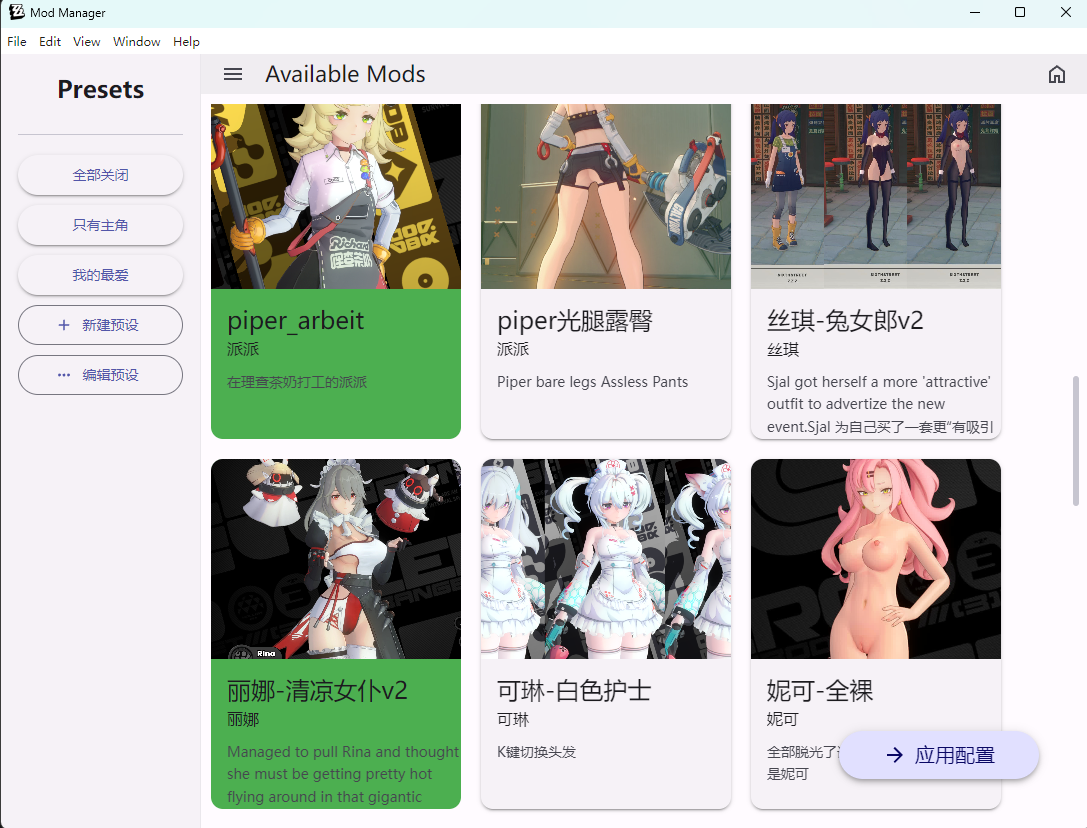 Mod Manager
File Edit View Window Help
Presets
全部关闭
只有主角
我的最爱
+ 新建预设
··· 编辑预设
Available Mods
Richard
理查茶奶
piper_arbeit
派派
在理查茶奶打工的派派
piper光腿露臀
派派
Piper bare legs Assless Pants
丝琪-兔女郎v2
丝琪
Sjal got herself a more 'attractive'
outfit to advertize the new
event.Sjal 为自己买了一套更“有吸引
Rina
丽娜-清凉女仆v2
丽娜
Managed to pull Rina and thought
she must be getting pretty hot
flying around in that gigantic
可琳-白色护士
可琳
K键切换头发
妮可-全裸
妮可
全部脱光了
是妮可
→ 应用配置